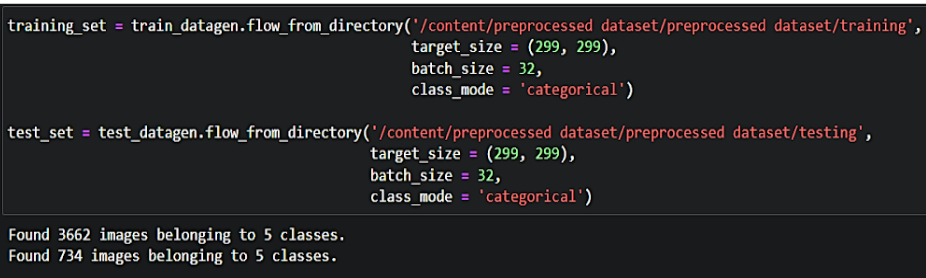 training_set = train_datagen.flow_from_directory('/content/preprocessed dataset/preprocessed dataset/training',
target_size = (299, 299),
batch_size = 32,
class_mode = 'categorical')
test_set = test_datagen.flow_from_directory('/content/preprocessed dataset/preprocessed dataset/testing',
target_size = (299, 299),
batch_size = 32,
class_mode = 'categorical')
Found 3662 images belonging to 5 classes.
Found 734 images belonging to 5 classes.